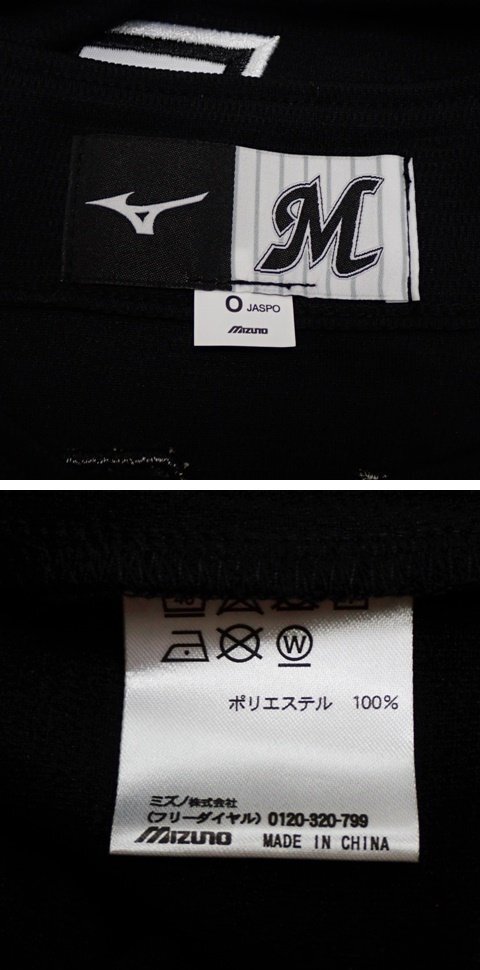 M
O JASPO
MIZUNO
W
ポリエステル 100%
ミズノ株式会社
(フリーダイヤル) 0120-320-799
MIZUNO MADE IN CHINA